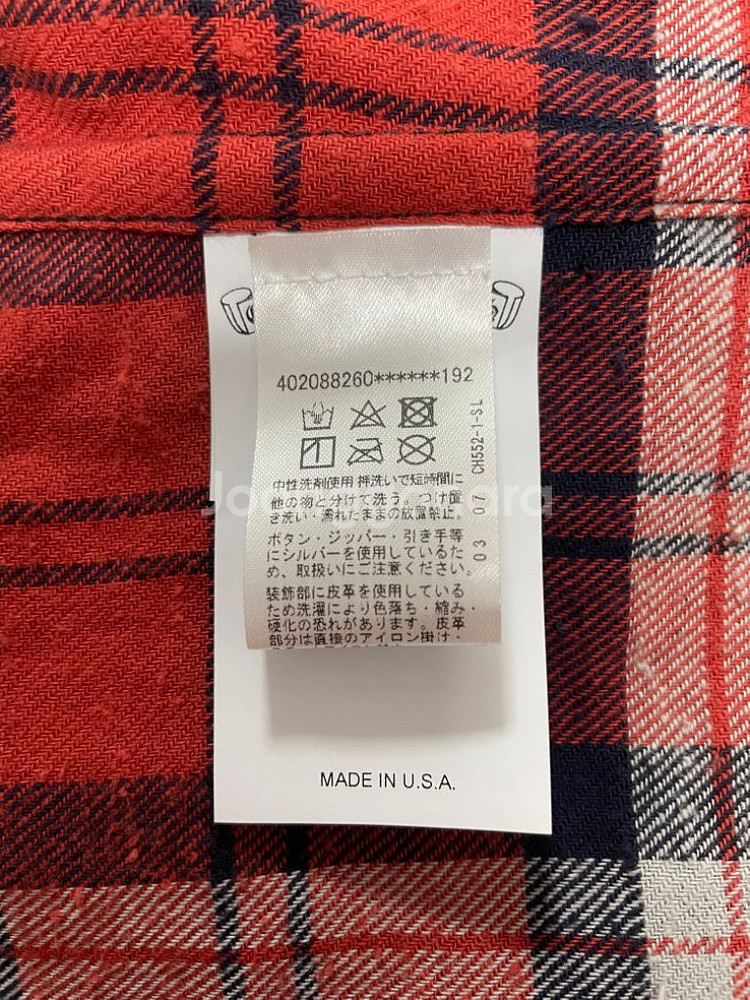 402088260******192
CH552-1-SL
03 07
中性洗剤使用 押洗いで短時間に
他の物と分けて洗う。つけ置
き洗い・濡れたままの放置禁止。
ボタン・ジッパー・引き手等
にシルバーを使用しているた
め、取扱いにご注意ください。
装飾部に皮革を使用している
ため洗濯により色落ち・縮み・
硬化の恐れがあります。皮革
部分は直接のアイロン掛け・
MADE IN U.S.A.